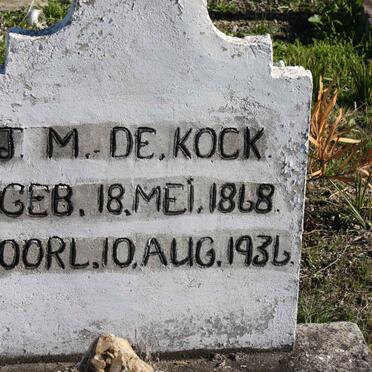 J. M. DE. KOCK.
GEB. 18. MEI. 1868.
OORL. 10. AUG. 1936.